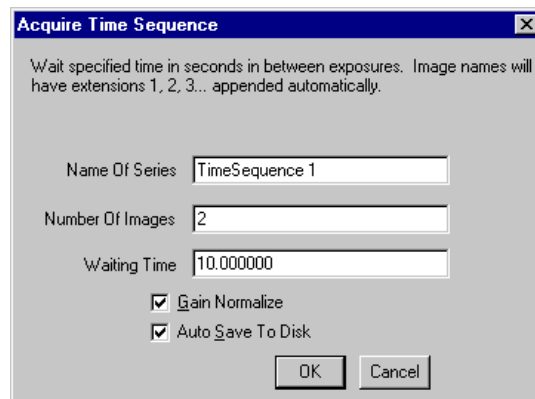 Acquire Time Sequence
Wait specified time in seconds in between exposures. Image names will
have extensions 1, 2, 3... appended automatically.
Name Of Series TimeSequence 1
Number Of Images 2
Waiting Time 10.000000
Gain Normalize
Auto Save To Disk
OK Cancel